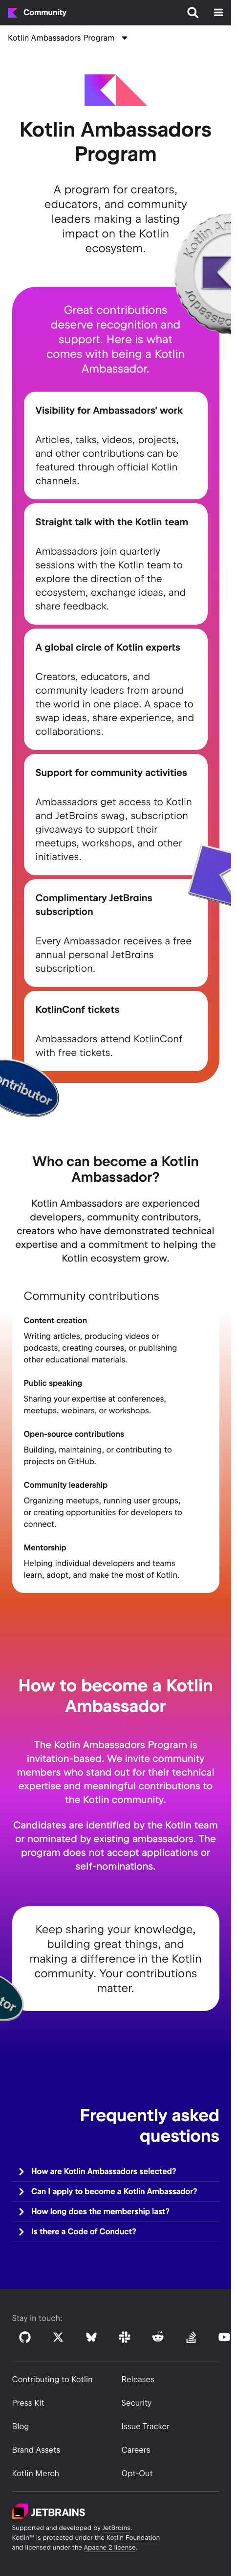 Community
Kotlin Ambassadors Program
Kotlin Ambassadors
Program
A program for creators,
educators, and community
leaders making a lasting
impact on the Kotlin
ecosystem.
Great contributions
deserve recognition and
support. Here is what
comes with being a Kotlin
Ambassador.
Visibility for Ambassadors' work
Articles, talks, videos, projects,
and other contributions can be
featured through official Kotlin
channels.
Straight talk with the Kotlin team
Ambassadors join quarterly
sessions with the Kotlin team to
explore the direction of the
ecosystem, exchange ideas, and
share feedback.
A global circle of Kotlin experts
Creators, educators, and
community leaders from around
the world in one place. A space to
swap ideas, share experience, and
collaborations.
Support for community activities
Ambassadors get access to Kotlin
and JetBrains swag, subscription
giveaways to support their
meetups, workshops, and other
initiatives.
Complimentary JetBrains
subscription
Every Ambassador receives a free
annual personal JetBrains
subscription.
KotlinConf tickets
Ambassadors attend KotlinConf
with free tickets.
ontributor
Who can become a Kotlin
Ambassador?
Kotlin Ambassadors are experienced
developers, community contributors,
creators who have demonstrated technical
expertise and a commitment to helping the
Kotlin ecosystem grow.
Community contributions
Content creation
Writing articles, producing videos or
podcasts, creating courses, or publishing
other educational materials.
Public speaking
Sharing your expertise at conferences,
meetups, webinars, or workshops.
Open-source contributions
Building, maintaining, or contributing to
projects on GitHub.
Community leadership
Organizing meetups, running user groups,
or creating opportunities for developers to
connect.
Mentorship
Helping individual developers and teams
learn, adopt, and make the most of Kotlin.
How to become a Kotlin
Ambassador
The Kotlin Ambassadors Program is
invitation-based. We invite community
members who stand out for their technical
expertise and meaningful contributions to
the Kotlin community.
Candidates are identified by the Kotlin team
or nominated by existing ambassadors. The
program does not accept applications or
self-nominations.
Keep sharing your knowledge,
building great things, and
making a difference in the Kotlin
community. Your contributions
matter.
tor
Frequently asked
questions
How are Kotlin Ambassadors selected?
Can I apply to become a Kotlin Ambassador?
How long does the membership last?
Is there a Code of Conduct?
Stay in touch:
Contributing to Kotlin Releases
Press Kit Security
Blog Issue Tracker
Brand Assets Careers
Kotlin Merch Opt-Out
JETBRAINS
Supported and developed by JetBrains.
Kotlin™ is protected under the Kotlin Foundation
and licensed under the Apache 2 license.